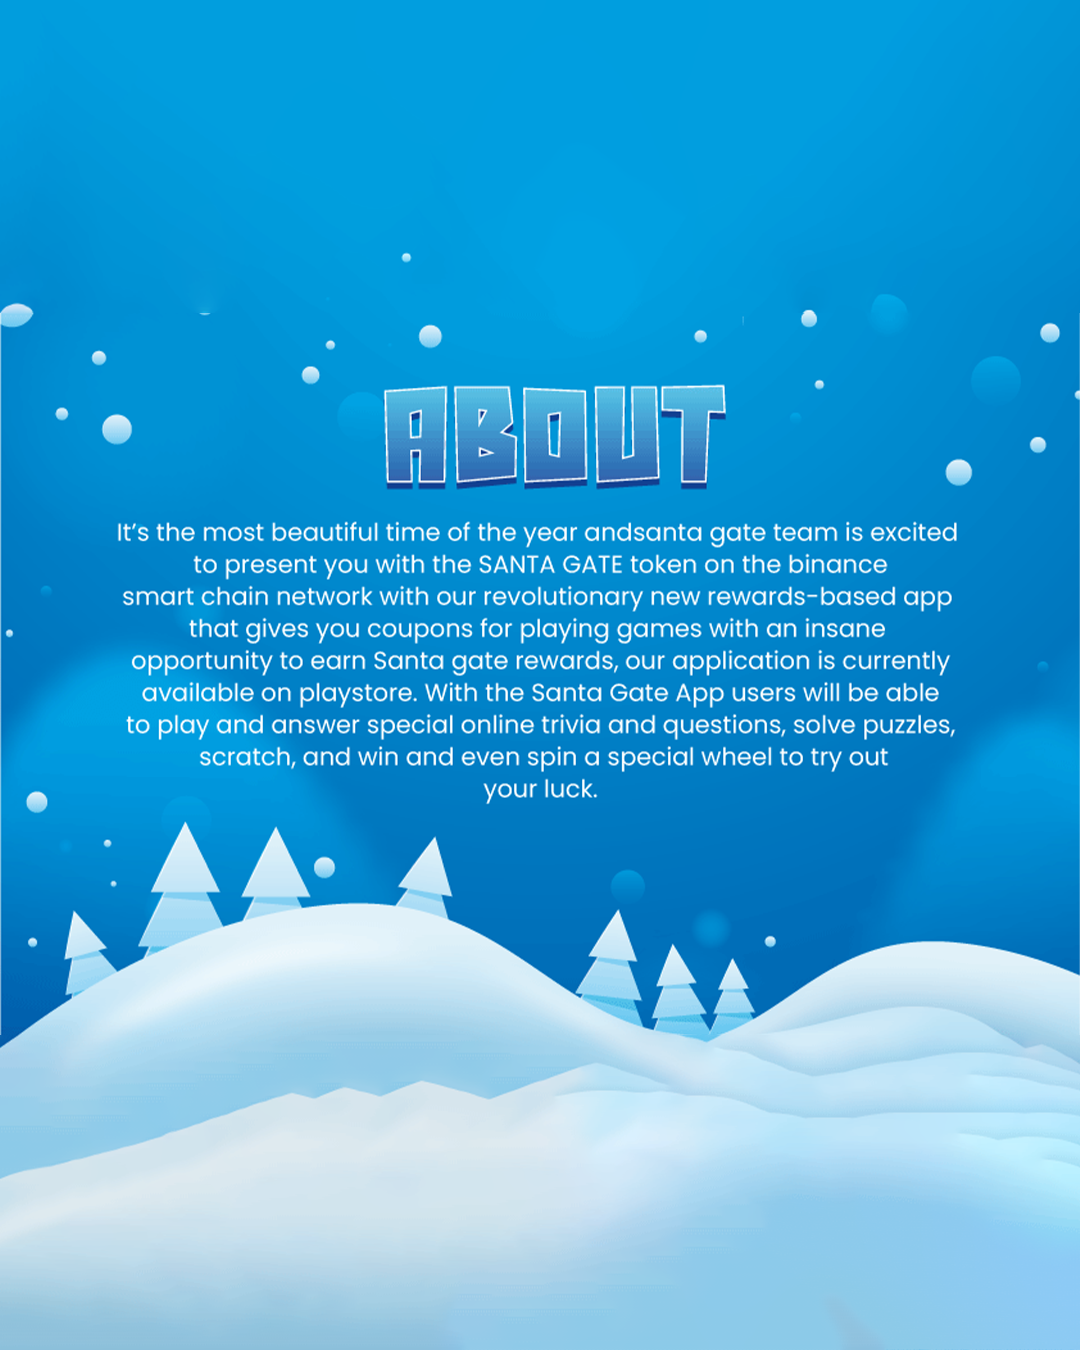 ABOUT
It’s the most beautiful time of the year andsanta gate team is excited
to present you with the SANTA GATE token on the binance
smart chain network with our revolutionary new rewards-based app
that gives you coupons for playing games with an insane
opportunity to earn Santa gate rewards, our application is currently
available on playstore. With the Santa Gate App users will be able
to play and answer special online trivia and questions, solve puzzles,
scratch, and win and even spin a special wheel to try out
your luck.